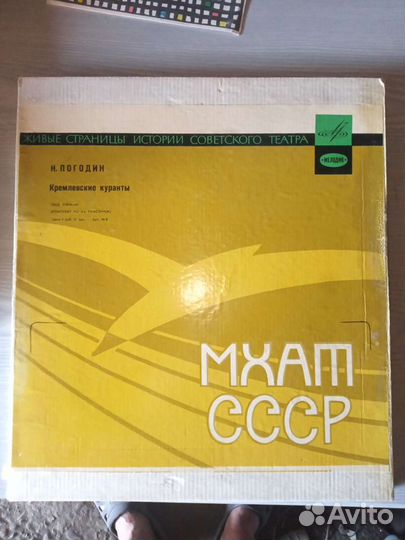 ЖИВЫЕ СТРАНИЦЫ ИСТОРИИ СОВЕТСКОГО ТЕАТРА
МЕЛОДИЯ
Н. ПОГОДИН
Кремлевские куранты
МХАТ
СССР
Avito